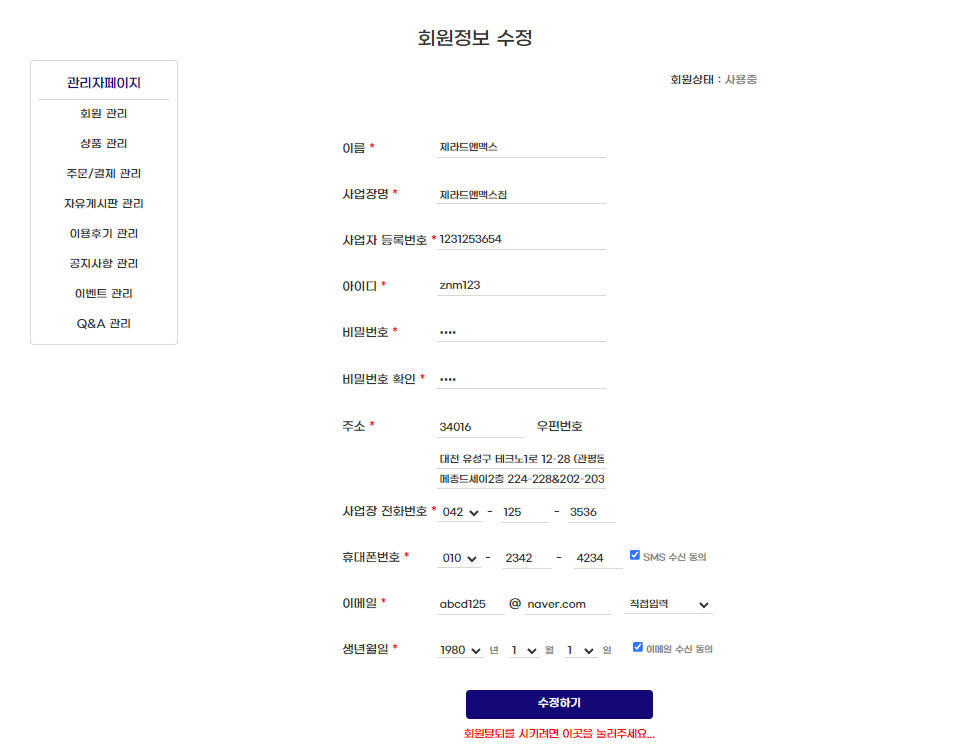 회원정보 수정
관리자페이지
회원 관리
상품 관리
주문/결제 관리
자유게시판 관리
이용후기 관리
공지사항 관리
이벤트 관리
Q&A 관리
회원상태 : 사용중
이름 * 제라드앤맥스
사업장명 * 제라드앤맥스짐
사업자 등록번호 * 1231253654
아이디 * znm123
비밀번호 * ••••
비밀번호 확인 * ••••
주소 * 34016 우편번호
대전 유성구 테크노1로 12-28 (관평동
메종드세이2층 224-228&202-203
사업장 전화번호 * 042 - 125 - 3536
휴대폰번호 * 010 - 2342 - 4234 SMS 수신 동의
이메일 * abcd125 @ naver.com 직접입력
생년월일 * 1980 년 1 월 1 일 이메일 수신 동의
수정하기
회원탈퇴를 시키려면 이곳을 눌러주세요...